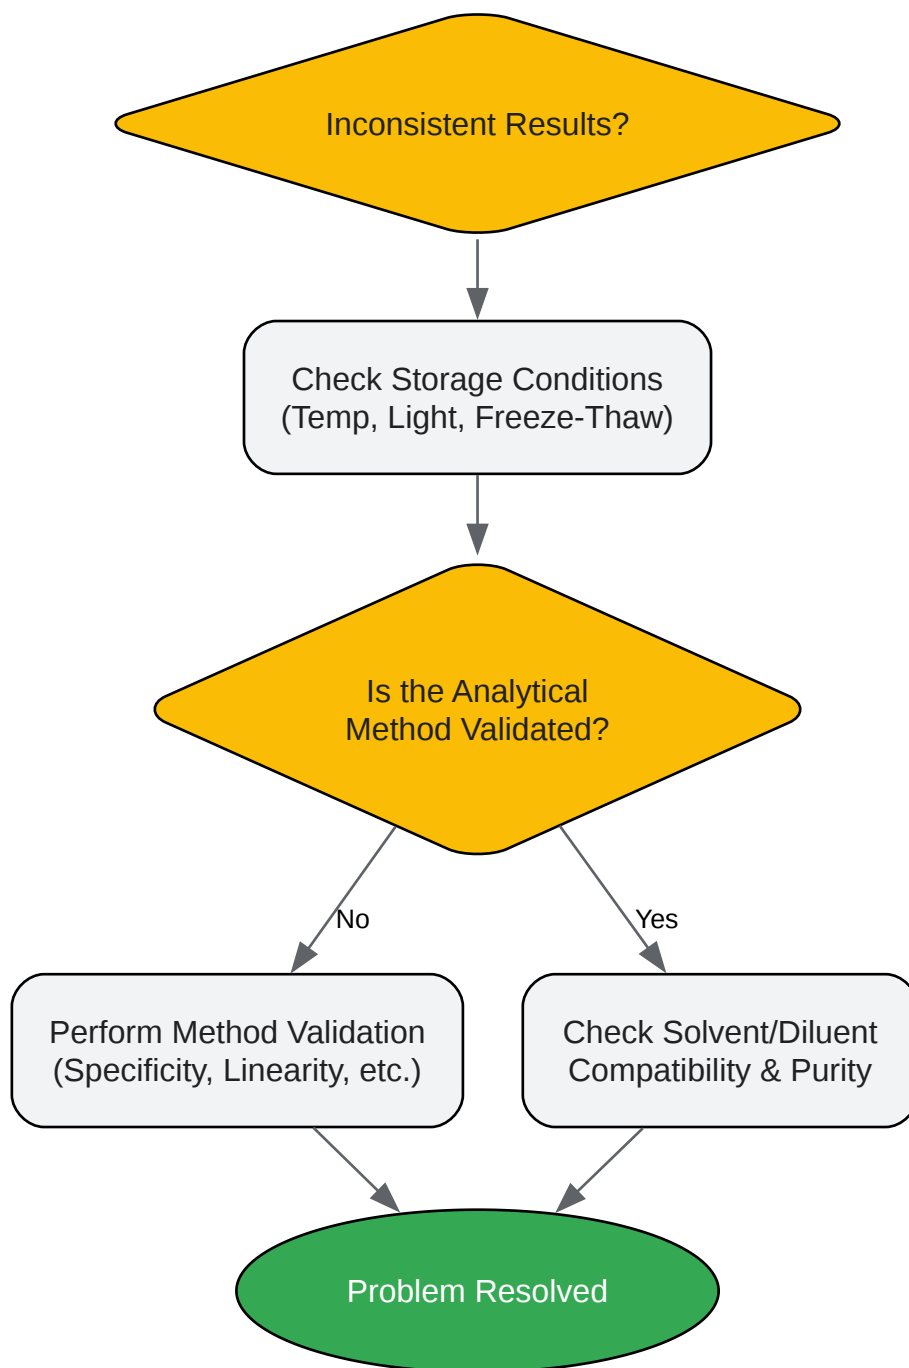 Inconsistent Results?
Check Storage Conditions
(Temp, Light, Freeze-Thaw)
Is the Analytical
Method Validated?
No
Yes
Perform Method Validation
(Specificity, Linearity, etc.)
Check Solvent/Diluent
Compatibility & Purity
Problem Resolved